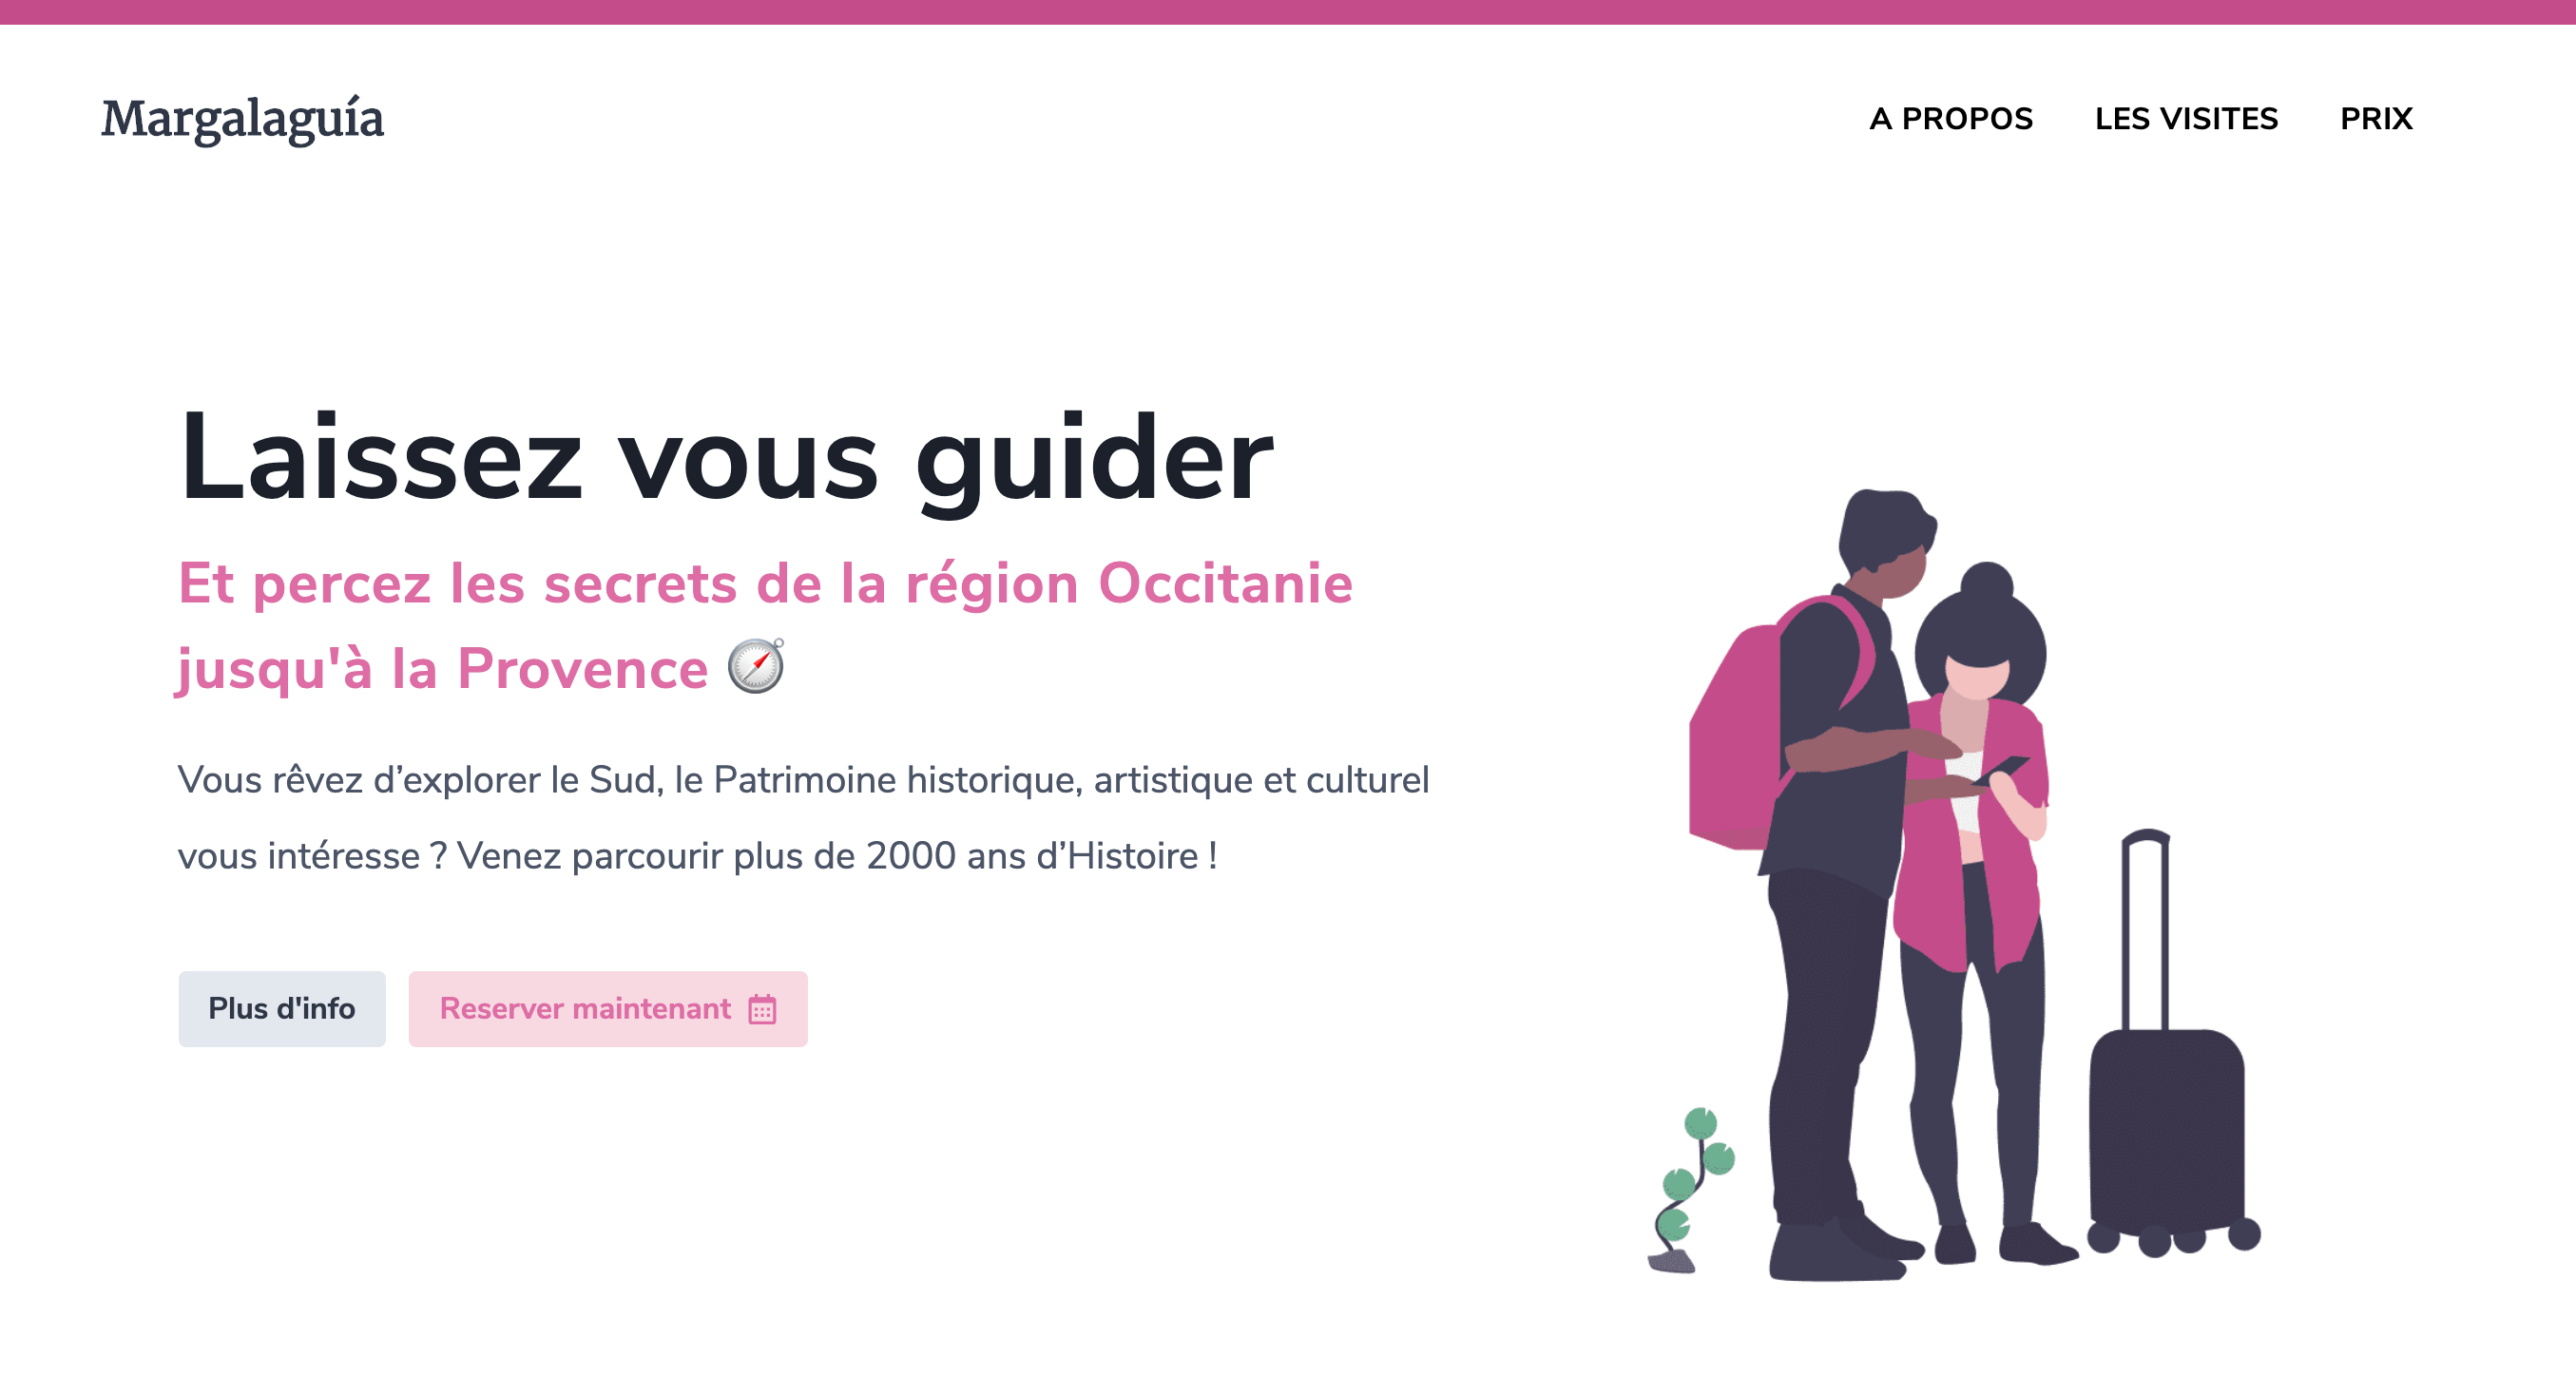 Margalaguía
A PROPOS LES VISITES PRIX
Laissez vous guider
Et percez les secrets de la région Occitanie
jusqu'à la Provence 🧭
Vous rêvez d’explorer le Sud, le Patrimoine historique, artistique et culturel
vous intéresse ? Venez parcourir plus de 2000 ans d’Histoire !
Plus d'info
Reserver maintenant